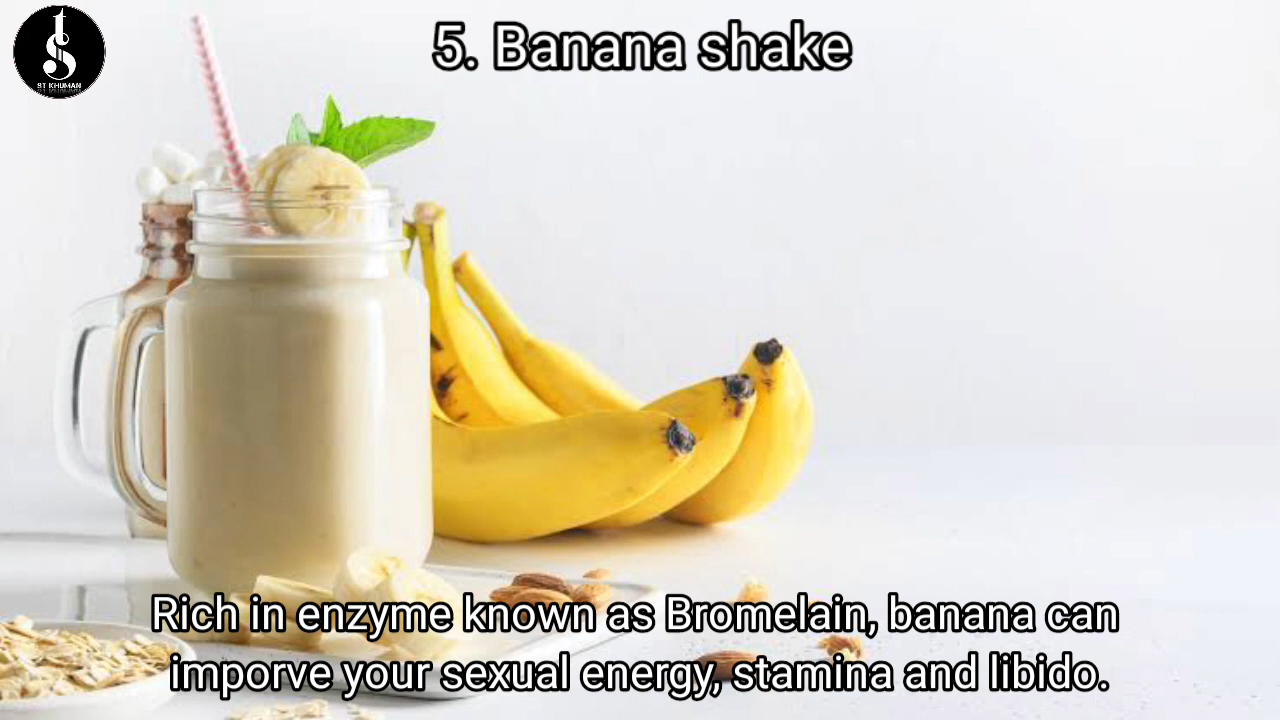 5. Banana shake
ST KHUMAN
Rich in enzyme known as Bromelain, banana can
imporve your sexual energy, stamina and libido.